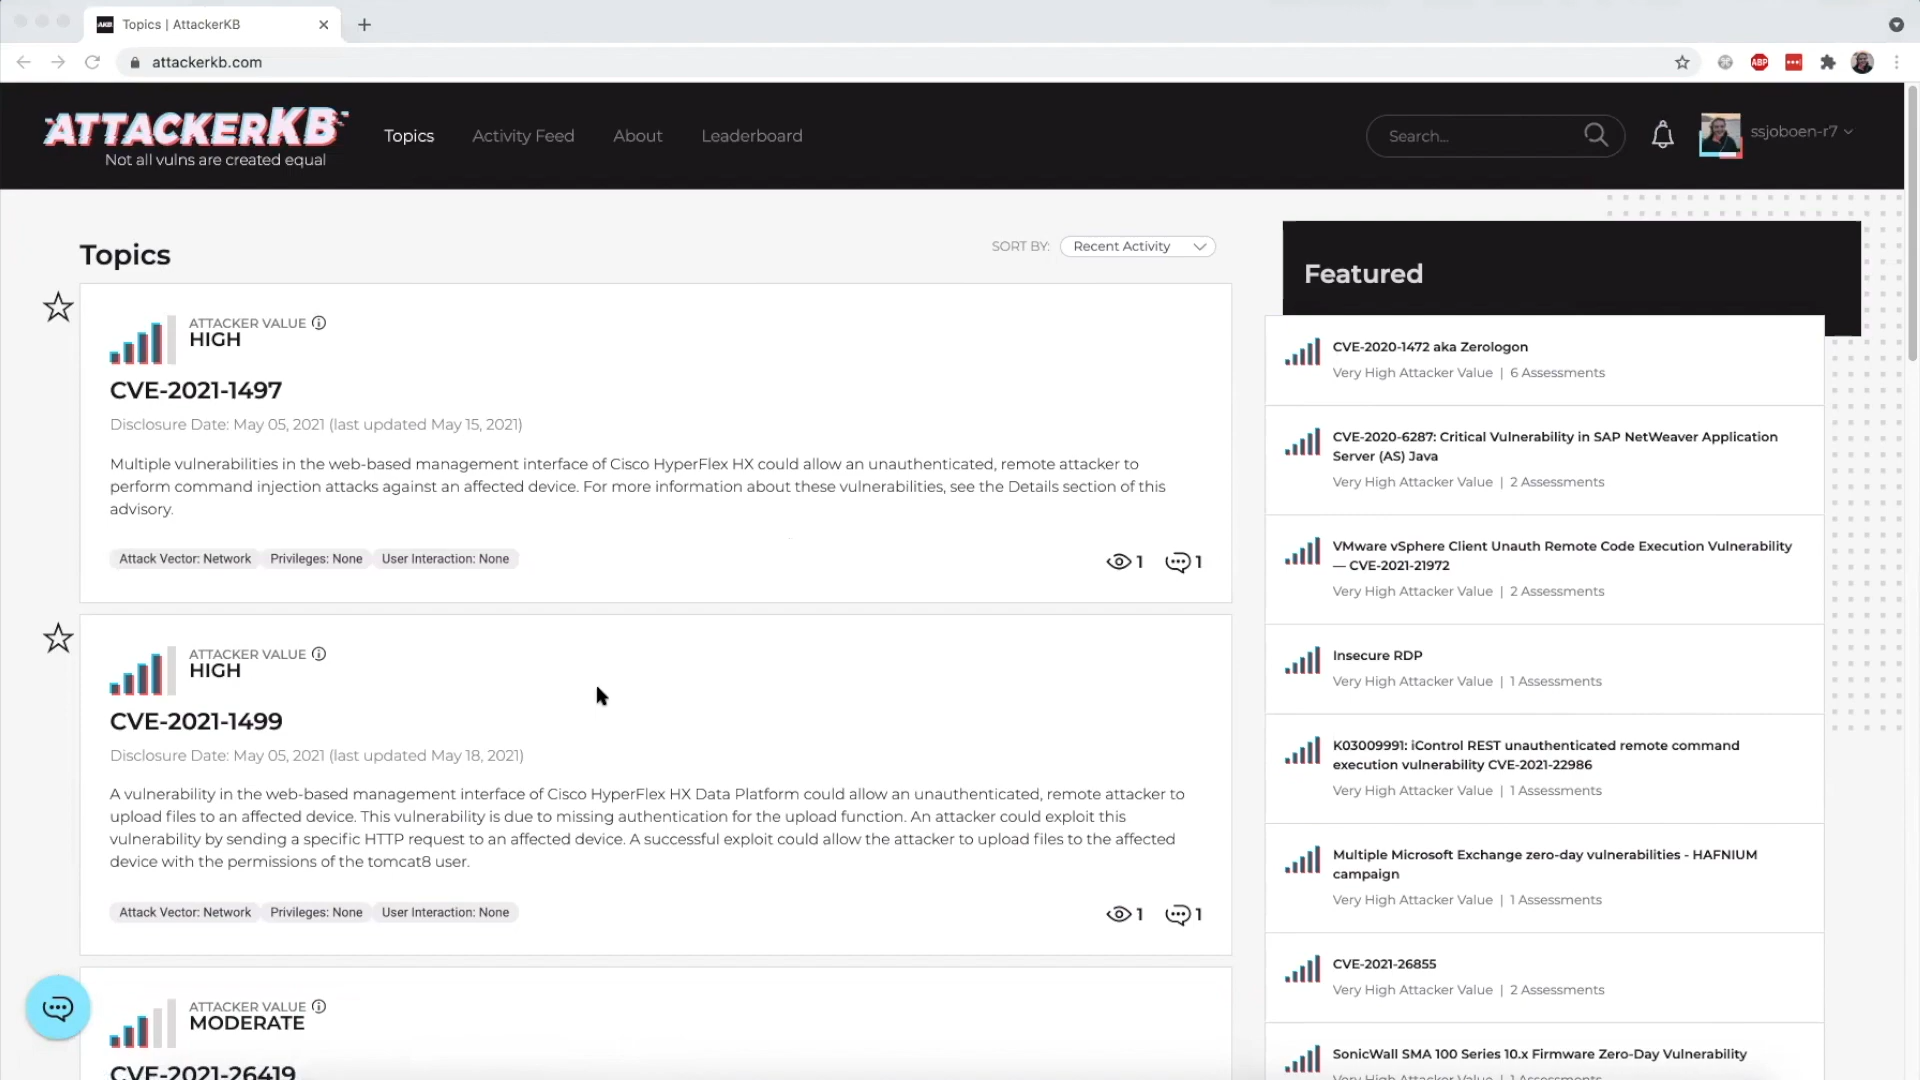 Topics | AttackerKB
attackerkb.com
ABP
ATTACKERKB
Not all vulns are created equal
Topics
Activity Feed
About
Leaderboard
Search...
ssjoboen-r7
Topics
SORT BY:
Recent Activity
ATTACKER VALUE
HIGH
CVE-2021-1497
Disclosure Date: May 05, 2021 (last updated May 15, 2021)
Multiple vulnerabilities in the web-based management interface of Cisco HyperFlex HX could allow an unauthenticated, remote attacker to
perform command injection attacks against an affected device. For more information about these vulnerabilities, see the Details section of this
advisory.
Attack Vector: Network
Privileges: None
User Interaction: None
1
1
ATTACKER VALUE
HIGH
CVE-2021-1499
Disclosure Date: May 05, 2021 (last updated May 18, 2021)
A vulnerability in the web-based management interface of Cisco HyperFlex HX Data Platform could allow an unauthenticated, remote attacker to
upload files to an affected device. This vulnerability is due to missing authentication for the upload function. An attacker could exploit this
vulnerability by sending a specific HTTP request to an affected device. A successful exploit could allow the attacker to upload files to the affected
device with the permissions of the tomcat8 user.
Attack Vector: Network
Privileges: None
User Interaction: None
1
1
ATTACKER VALUE
MODERATE
CVE-2021-26419
Featured
CVE-2020-1472 aka Zerologon
Very High Attacker Value | 6 Assessments
CVE-2020-6287: Critical Vulnerability in SAP NetWeaver Application
Server (AS) Java
Very High Attacker Value | 2 Assessments
VMware vSphere Client Unauth Remote Code Execution Vulnerability
— CVE-2021-21972
Very High Attacker Value | 2 Assessments
Insecure RDP
Very High Attacker Value | 1 Assessments
K03009991: iControl REST unauthenticated remote command
execution vulnerability CVE-2021-22986
Very High Attacker Value | 1 Assessments
Multiple Microsoft Exchange zero-day vulnerabilities - HAFNIUM
campaign
Very High Attacker Value | 1 Assessments
CVE-2021-26855
Very High Attacker Value | 2 Assessments
SonicWall SMA 100 Series 10.x Firmware Zero-Day Vulnerability
Very High Attacker Value | 1 Assessments